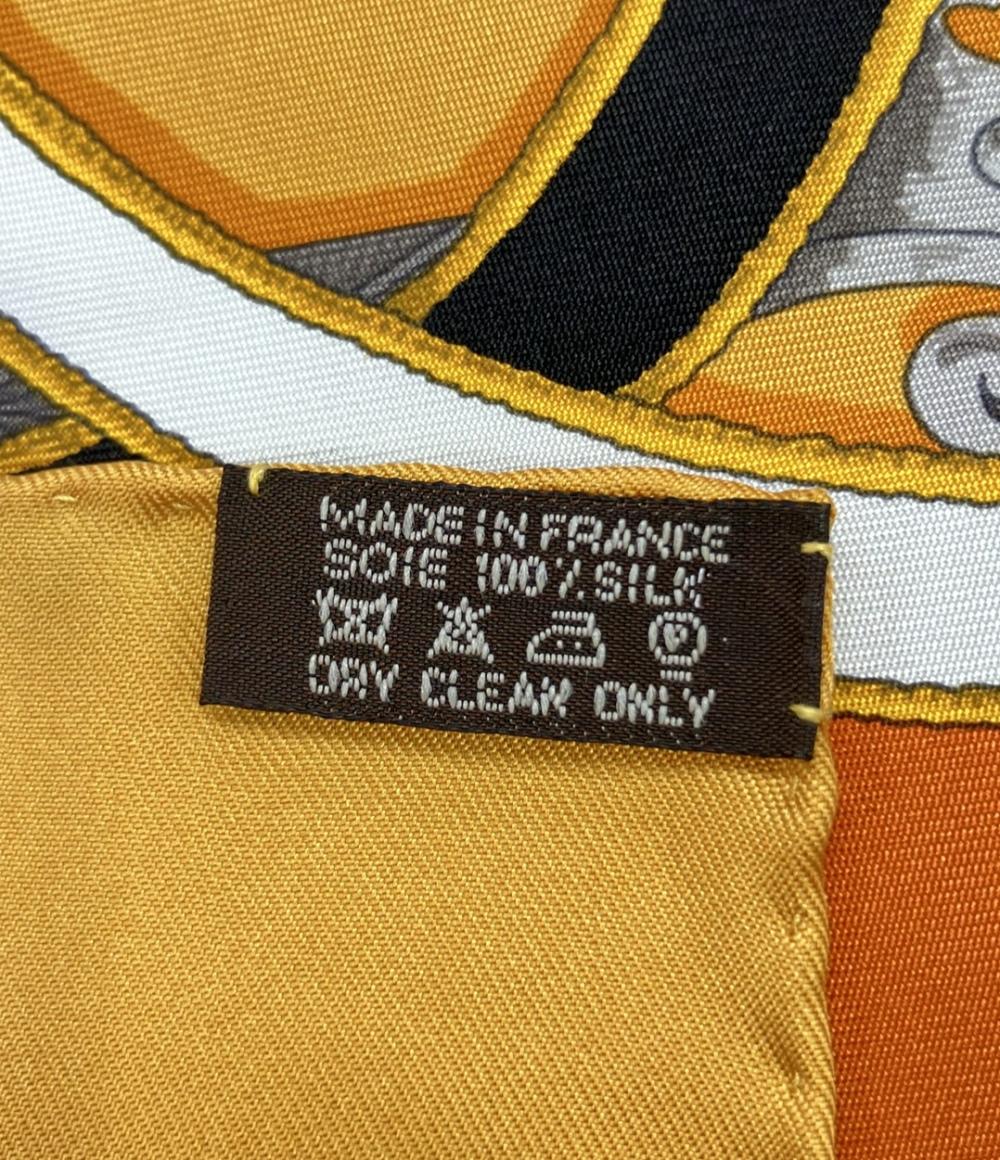 MADE IN FRANCE
SOIE 100% SILK
DRY CLEAN ONLY